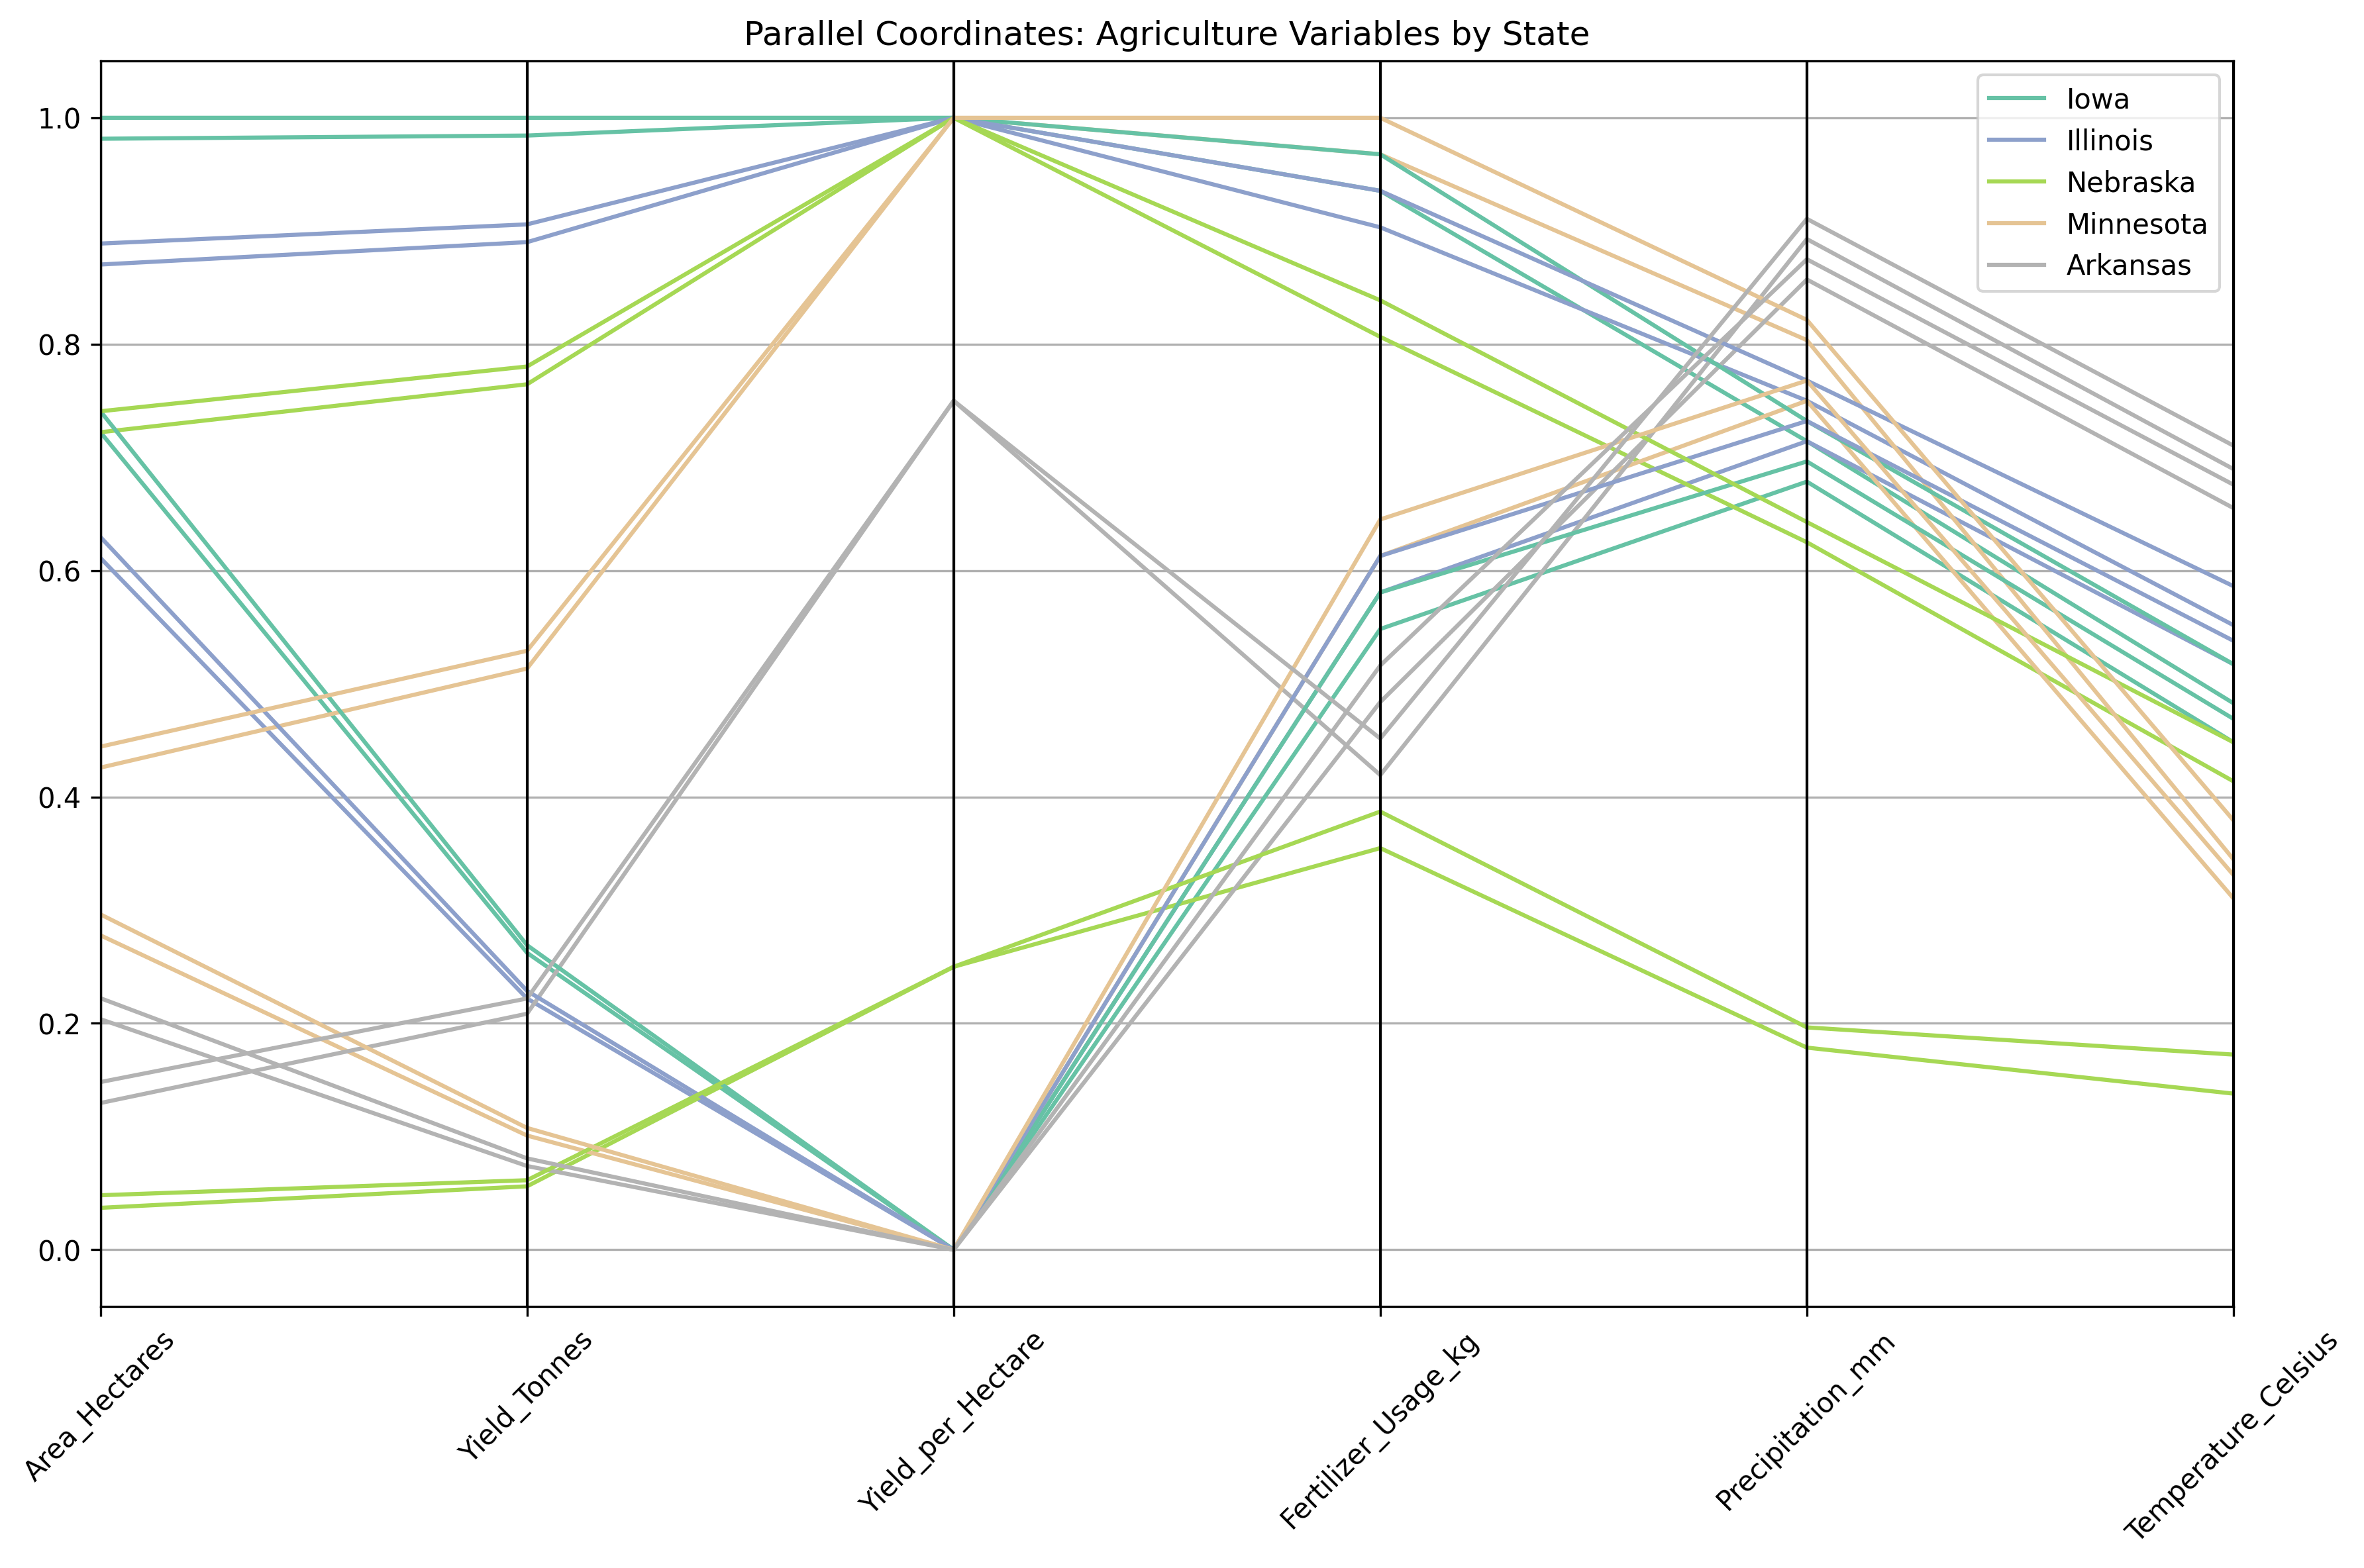 Parallel Coordinates: Agriculture Variables by State
1.0
0.8
0.6
0.4
0.2
0.0
Iowa
Illinois
Nebraska
Minnesota
Arkansas
Area_Hectares
Yield_Tonnes
Yield_per_Hectare
Fertilizer_Usage_kg
Precipitation_mm
Temperature_Celsius